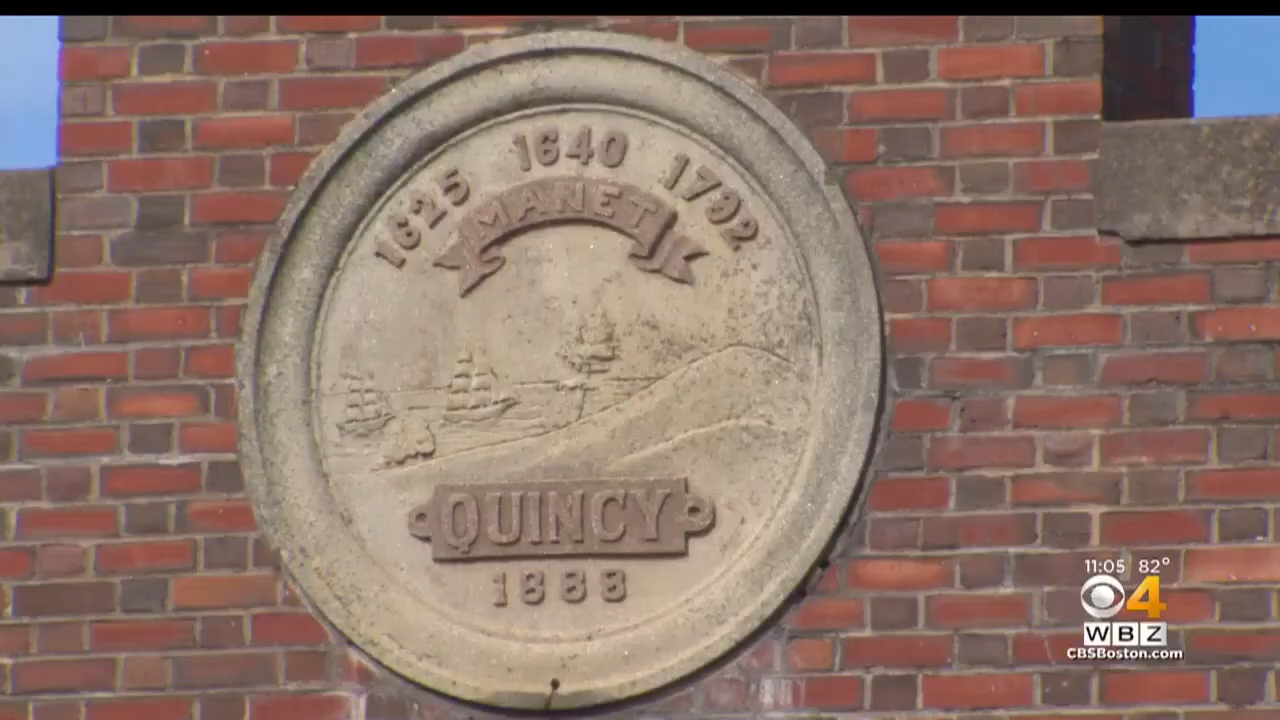 1625 1640 1792
MANET
QUINCY
1888
11:05 82°
4
WBZ
CBSBoston.com